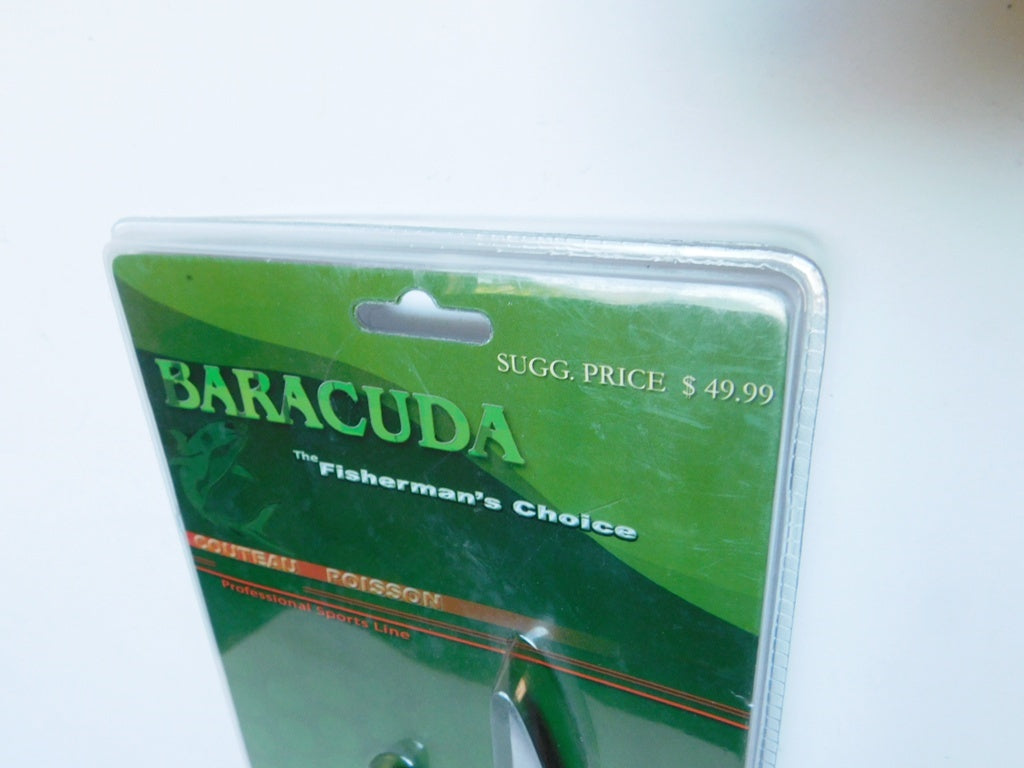 SUGG. PRICE $ 49.99
BARACUDA
The Fisherman's Choice
COUTEAU POISSON
Professional Sports Line